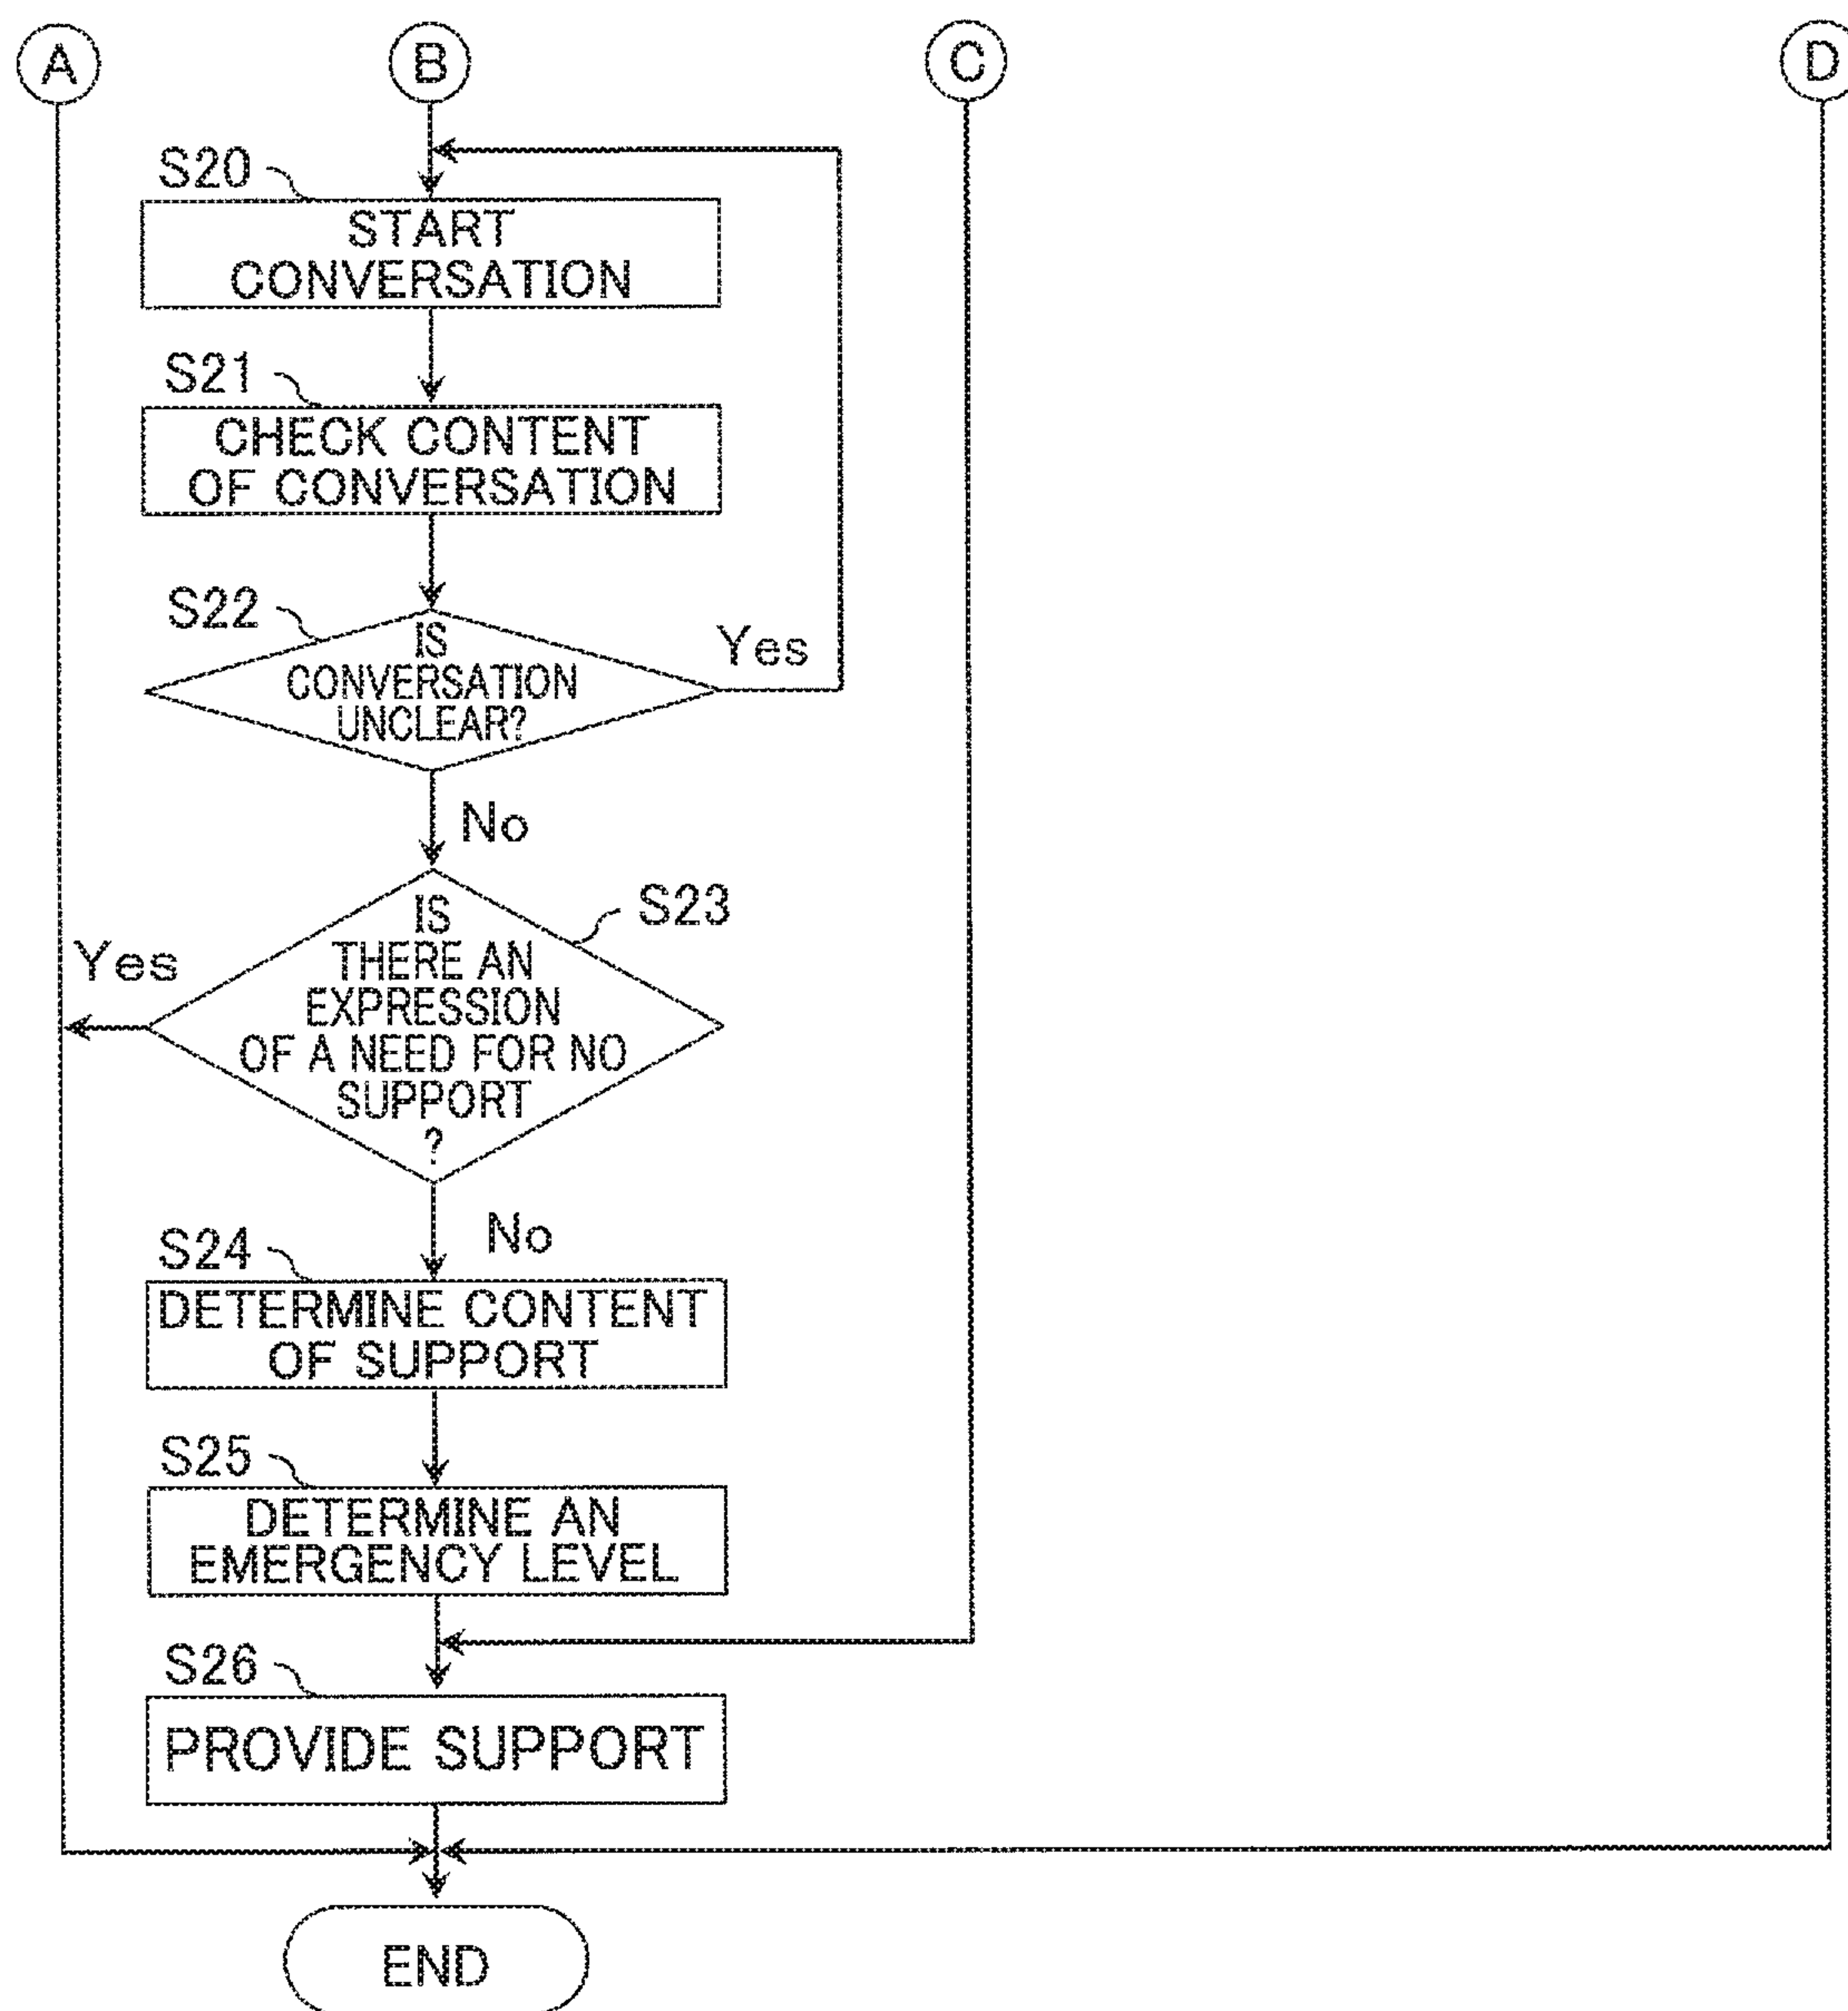 A
B
C
D
S20
START
CONVERSATION
S21
CHECK CONTENT
OF CONVERSATION
S22
IS
CONVERSATION
UNCLEAR?
Yes
No
S23
IS
THERE AN
EXPRESSION
OF A NEED FOR NO
SUPPORT
?
Yes
No
S24
DETERMINE CONTENT
OF SUPPORT
S25
DETERMINE AN
EMERGENCY LEVEL
S26
PROVIDE SUPPORT
END